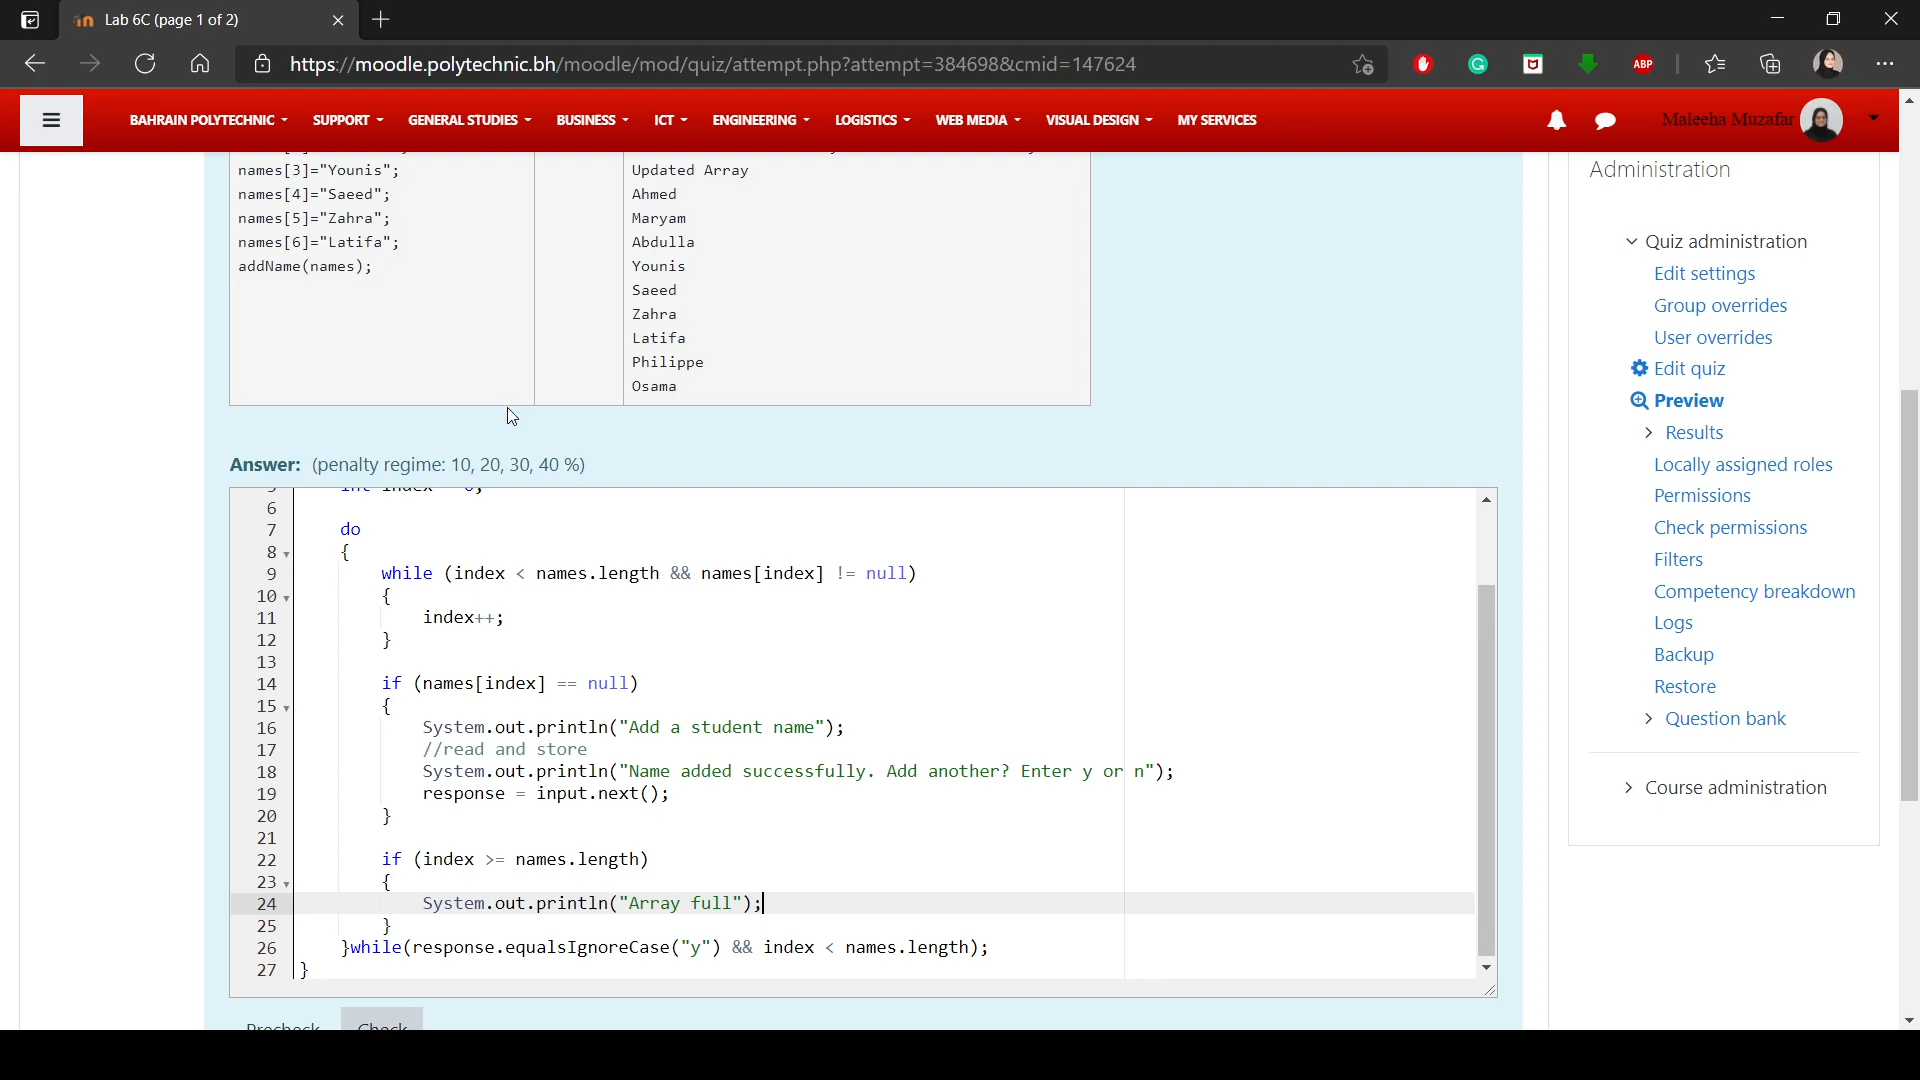 Lab 6C (page 1 of 2)
https://moodle.polytechnic.bh/moodle/mod/quiz/attempt.php?attempt=384698&cmid=147624
ABP
BAHRAIN POLYTECHNIC SUPPORT GENERAL STUDIES BUSINESS ICT ENGINEERING LOGISTICS WEB MEDIA VISUAL DESIGN MY SERVICES
Maleeha Muzafar
names[3]="Younis";
names[4]="Saeed";
names[5]="Zahra";
names[6]="Latifa";
addName(names);
Updated Array
Ahmed
Maryam
Abdulla
Younis
Saeed
Zahra
Latifa
Philippe
Osama
Answer: (penalty regime: 10, 20, 30, 40 %)
6
7 do
8 {
9 while (index < names.length && names[index] != null)
10 {
11 index++;
12 }
13
14 if (names[index] == null)
15 {
16 System.out.println("Add a student name");
17 //read and store
18 System.out.println("Name added successfully. Add another? Enter y or n");
19 response = input.next();
20 }
21
22 if (index >= names.length)
23 {
24 System.out.println("Array full");
25 }
26 }while(response.equalsIgnoreCase("y") && index < names.length);
27 }
Precheck Check
Administration
Quiz administration
Edit settings
Group overrides
User overrides
Edit quiz
Preview
Results
Locally assigned roles
Permissions
Check permissions
Filters
Competency breakdown
Logs
Backup
Restore
Question bank
Course administration